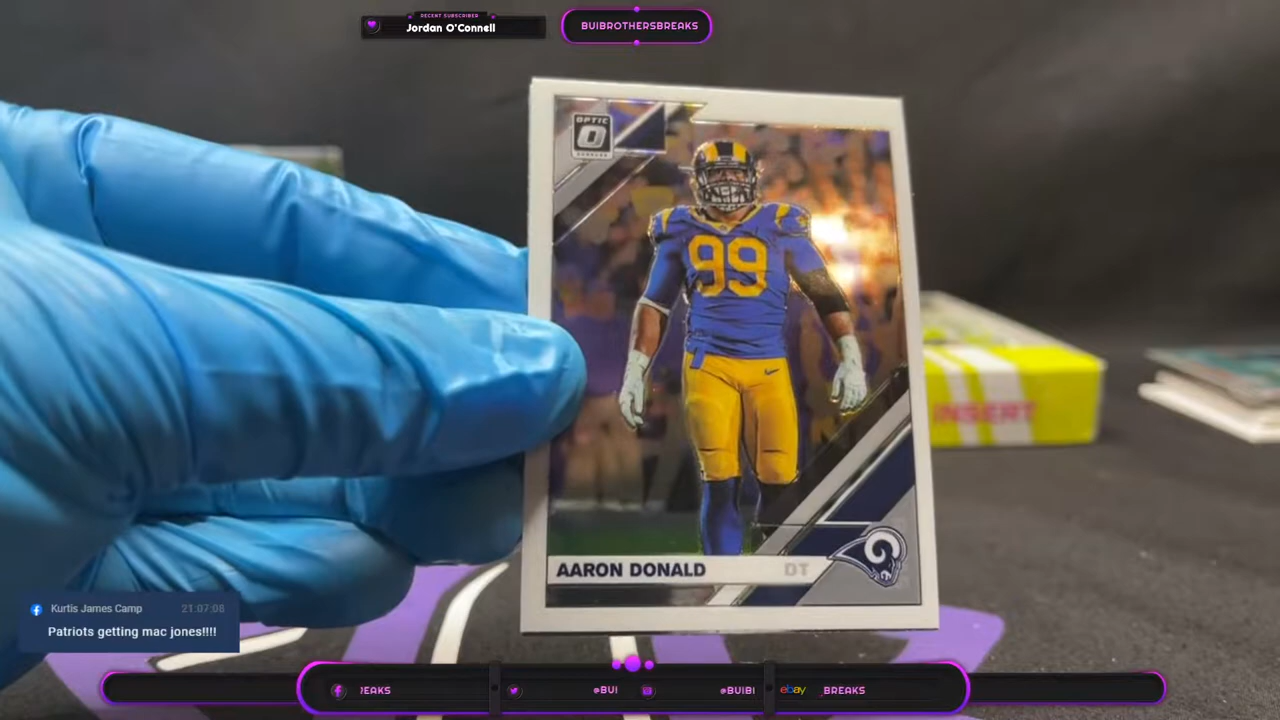 RECENT SUBSCRIBER
Jordan O'Connell
BUIBROTHERSBREAKS
OPTIC
99
INSERT
AARON DONALD DT
Kurtis James Camp 21:07:08
Patriots getting mac jones!!!!
EAKS
@BUI
@BUIBI
ebay
BREAKS